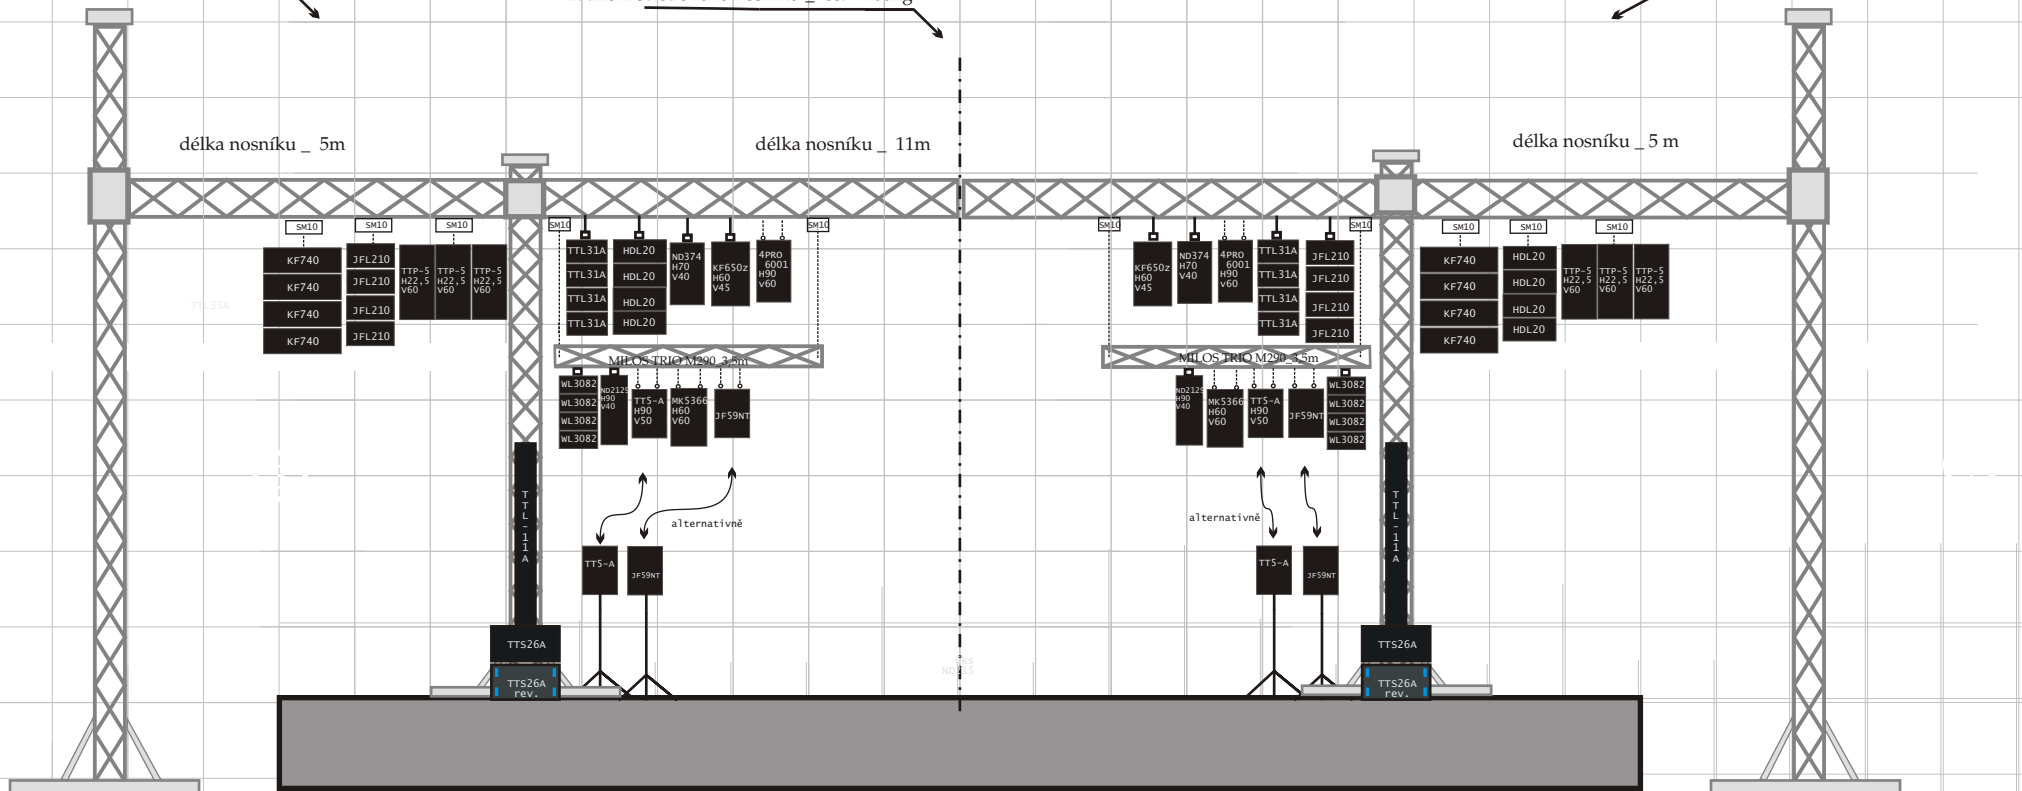 délka nosníku _ 5m
délka nosníku _ 11m
délka nosníku _ 5 m
SM10
SM10
SM10
KF740
KF740
KF740
KF740
JFL210
JFL210
JFL210
JFL210
TTP-5
H22,5
V60
TTP-5
H22,5
V60
TTP-5
H22,5
V60
TTL33A
SM10
TTL31A
TTL31A
TTL31A
TTL31A
HDL20
HDL20
HDL20
HDL20
ND374
H70
V40
KF650z
H60
V45
4PRO
6001
H90
V60
SM10
MILOS TRIO M290_3,5m
WL3082
WL3082
WL3082
WL3082
ND212S
H90
V40
TT5-A
H90
V50
MK5366
H60
V60
JF59NT
alternativně
TT5-A
JF59NT
TTL-11A
TTS26A
TTS26A
rev.
SM10
KF650z
H60
V45
ND374
H70
V40
4PRO
6001
H90
V60
TTL31A
TTL31A
TTL31A
TTL31A
SM10
JFL210
JFL210
JFL210
JFL210
MILOS TRIO M290_3,5m
ND212S
H90
V40
MK5366
H60
V60
TT5-A
H90
V50
JF59NT
WL3082
WL3082
WL3082
WL3082
alternativně
TT5-A
JF59NT
TTL-11A
TTS26A
TTS26A
rev.
SM10
SM10
SM10
KF740
KF740
KF740
KF740
HDL20
HDL20
HDL20
HDL20
TTP-5
H22,5
V60
TTP-5
H22,5
V60
TTP-5
H22,5
V60